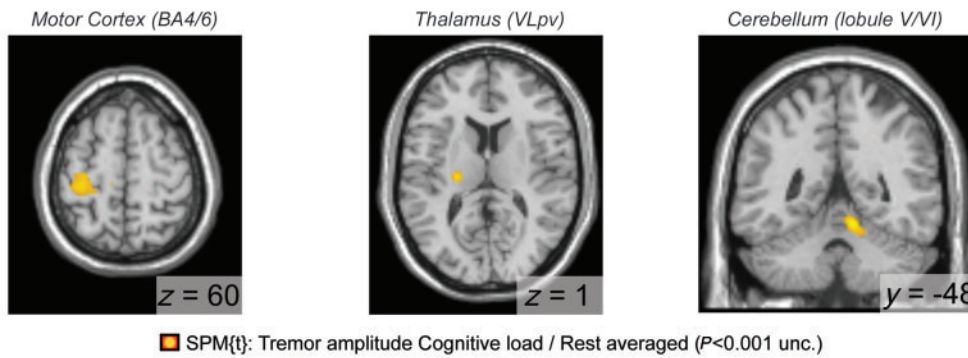 Motor Cortex (BA4/6)
Thalamus (VLpv)
Cerebellum (lobule V/VI)
z = 60
z = 1
y = -48
SPM{t}: Tremor amplitude Cognitive load / Rest averaged (P<0.001 unc.)